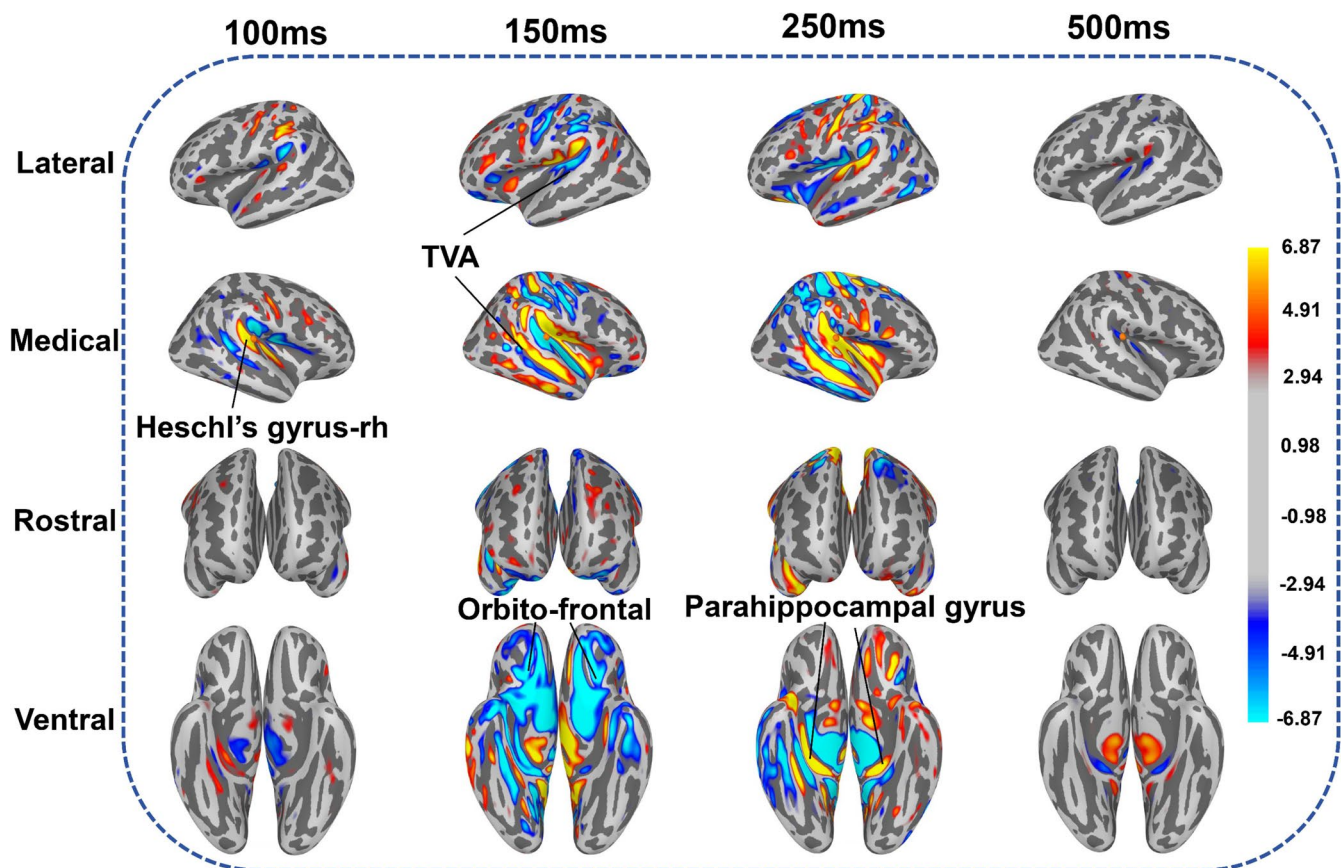 100ms 150ms 250ms 500ms
Lateral
TVA
Medical
Heschl's gyrus-rh
Rostral
Orbito-frontal
Parahippocampal gyrus
Ventral
6.87
4.91
2.94
0.98
-0.98
-2.94
-4.91
-6.87